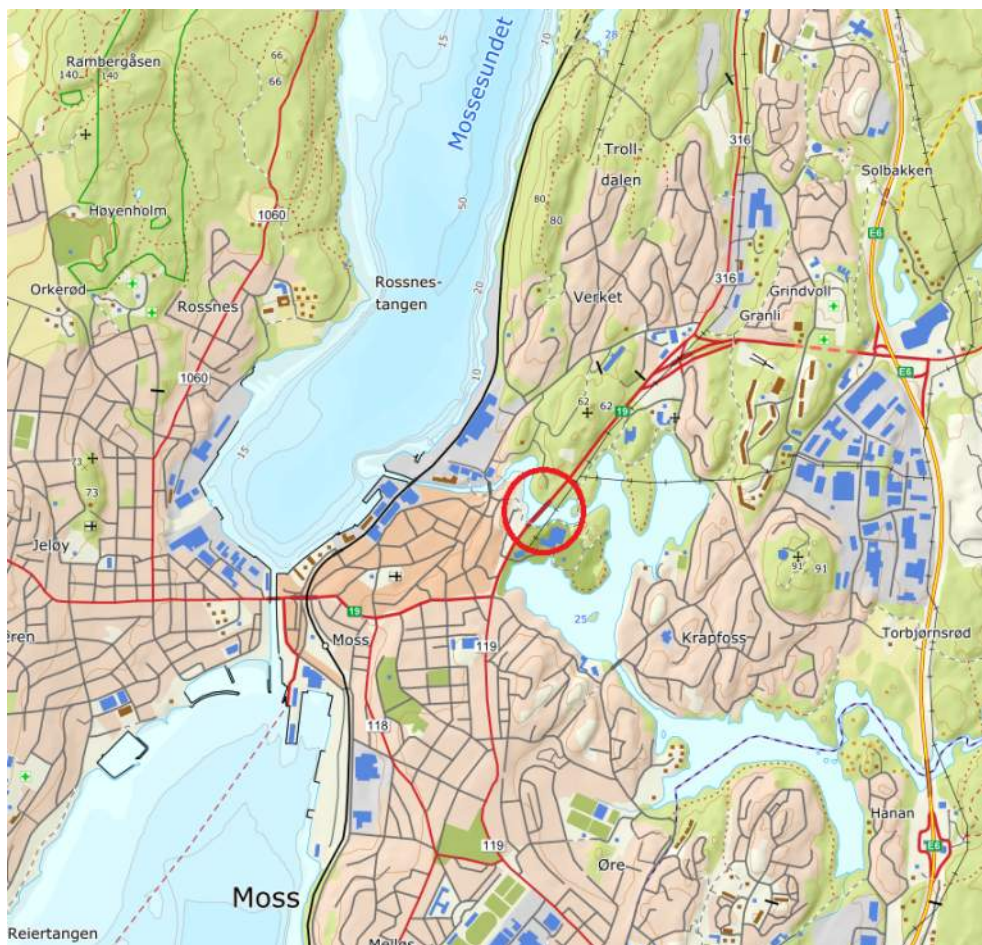 15
70
28
Rambergåsen
140
140
66
66
Mossesundet
316
Troll-
dalen
Solbakken
80
80
50
Høyenholm
1060
E6
Orkerød
Rossnes
Rossnes-
tangen
20
Verket
316
Grindvoll
Granli
1060
10
E6
62
62
19
15
73
73
Jeløy
91
91
19
Moss
25
119
Krapfoss
Torbjørnsrød
118
Hanan
119
E6
Øre
Moss
Reiertangen